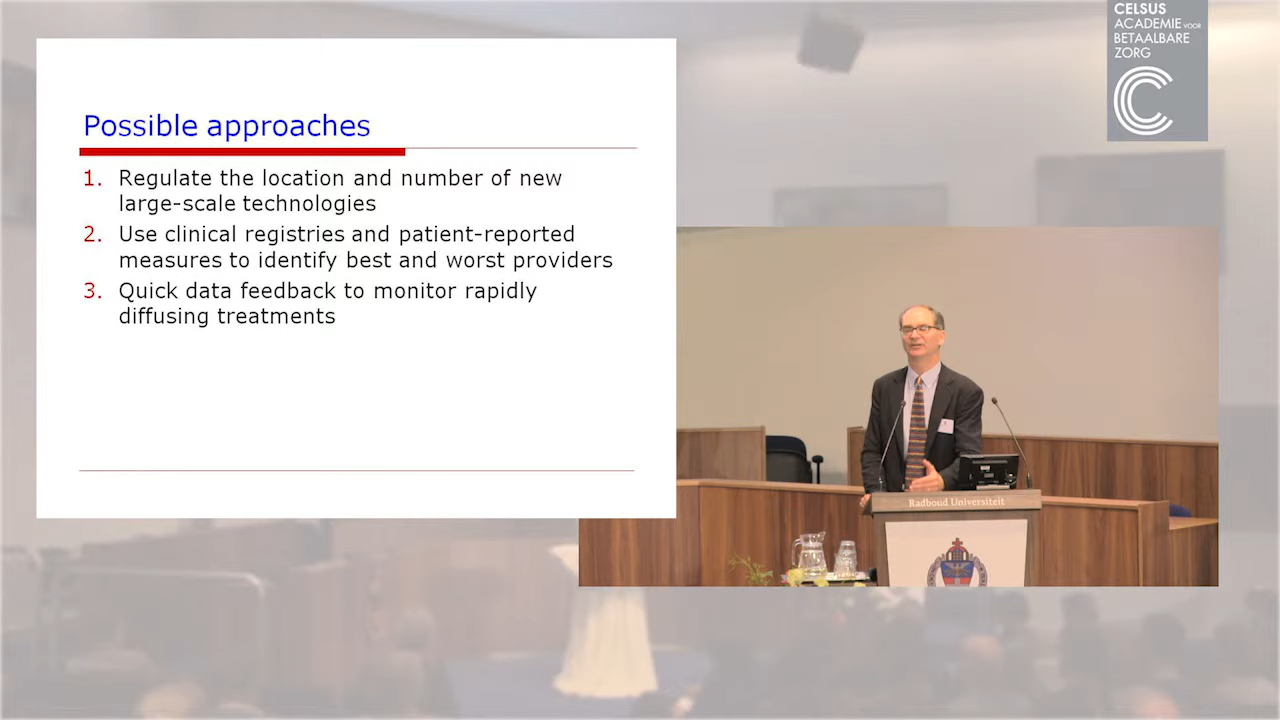 CELSUS
ACADEMIE VOOR
BETAALBARE
ZORG
Possible approaches
1. Regulate the location and number of new
large-scale technologies
2. Use clinical registries and patient-reported
measures to identify best and worst providers
3. Quick data feedback to monitor rapidly
diffusing treatments
Radboud Universiteit